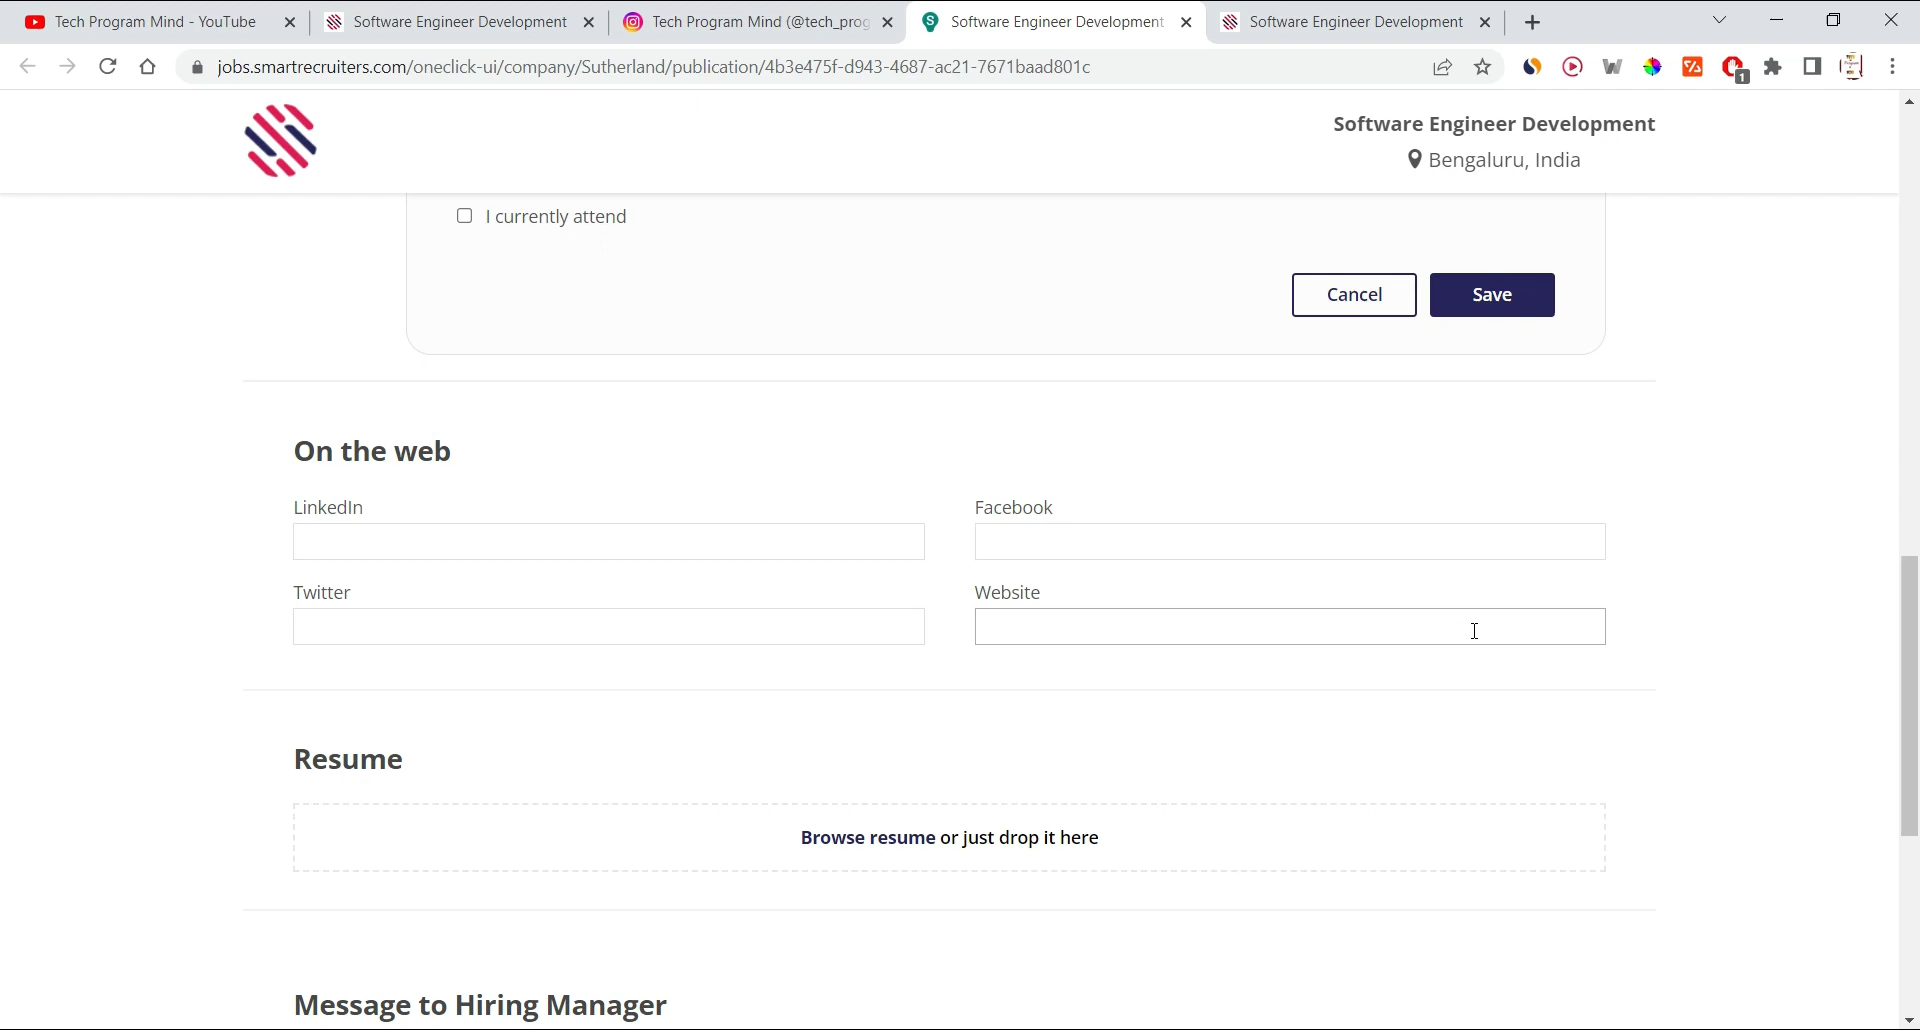 Tech Program Mind - YouTube
Software Engineer Development
Tech Program Mind (@tech_prog
Software Engineer Development
Software Engineer Development
jobs.smartrecruiters.com/oneclick-ui/company/Sutherland/publication/4b3e475f-d943-4687-ac21-7671baad801c
1
Software Engineer Development
Bengaluru, India
I currently attend
Cancel
Save
On the web
LinkedIn
Facebook
Twitter
Website
Resume
Browse resume or just drop it here
Message to Hiring Manager